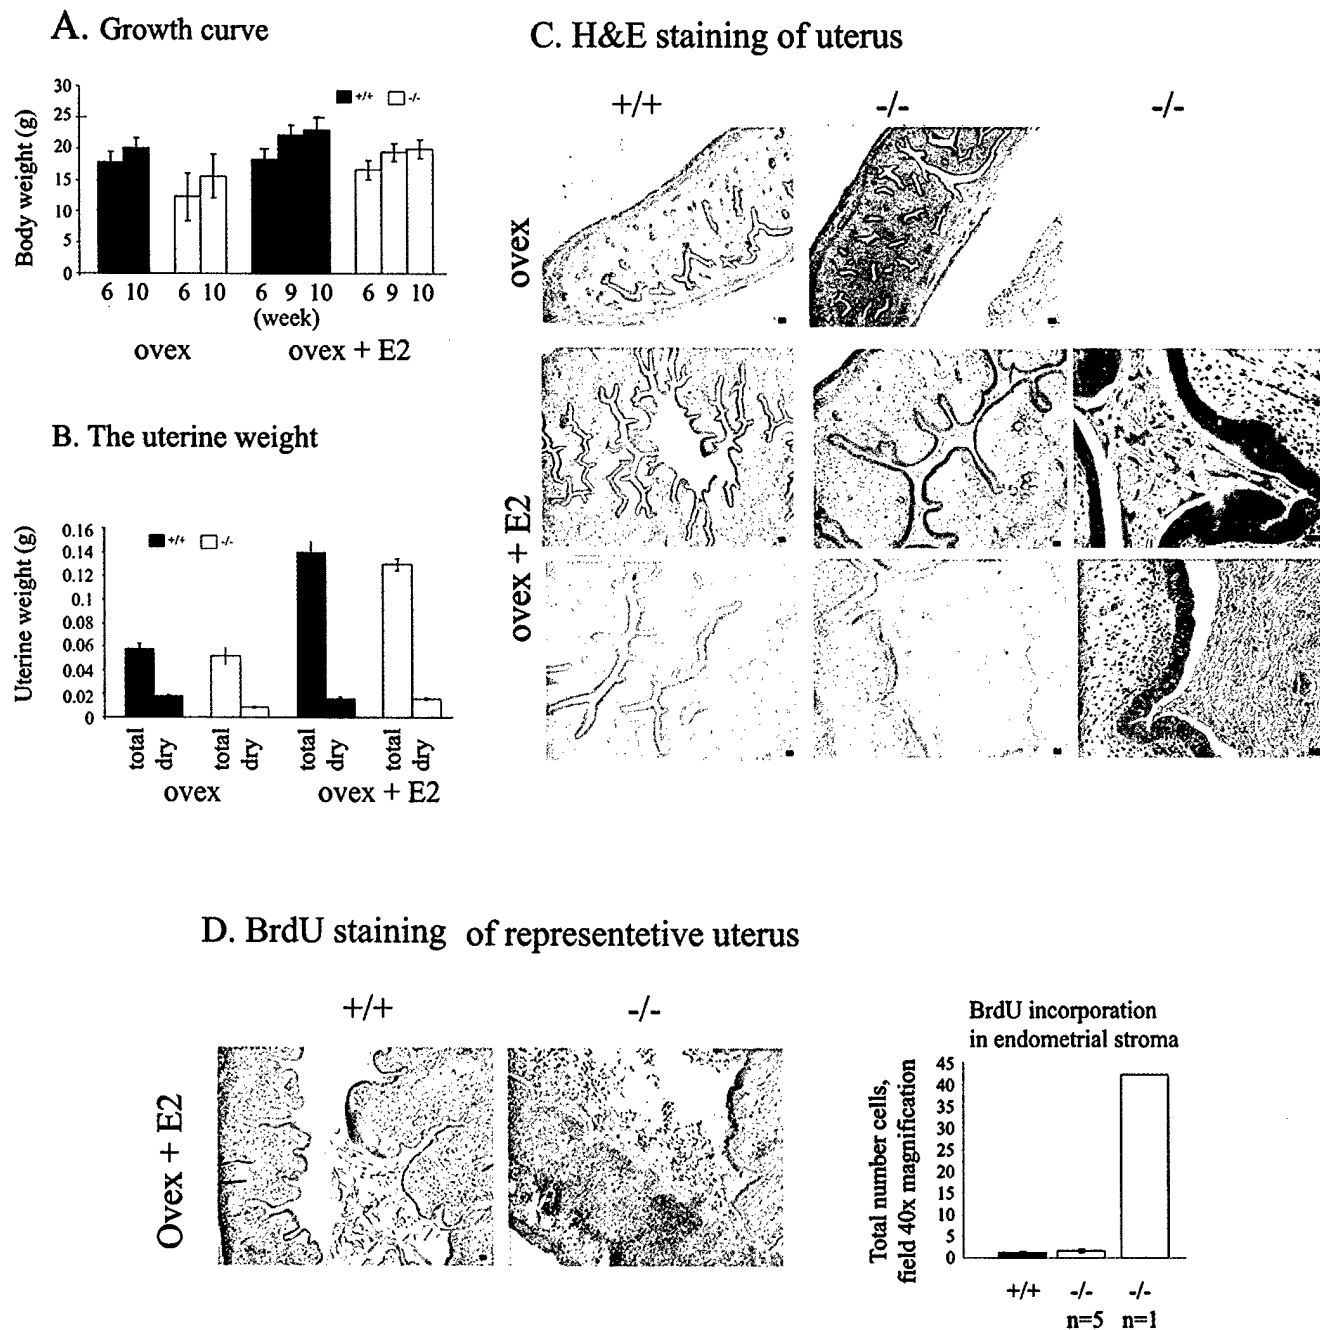 A. Growth curve
Body weight (g)
30
25
20
15
10
5
0
+/+ -/-
6 10 6 10 6 9 10 6 9 10
(week)
ovex ovex + E2
B. The uterine weight
Uterine weight (g)
0.16
0.14
0.12
0.1
0.08
0.06
0.04
0.02
0
+/+ -/-
total dry total dry total dry total dry
ovex ovex + E2
C. H&E staining of uterus
+/+ -/- -/-
ovex
ovex + E2
D. BrdU staining of representetive uterus
+/+ -/-
Ovex + E2
BrdU incorporation
in endometrial stroma
Total number cells,
field 40x magnification
45
40
35
30
25
20
15
10
5
0
+/+ -/- -/-
n=5 n=1